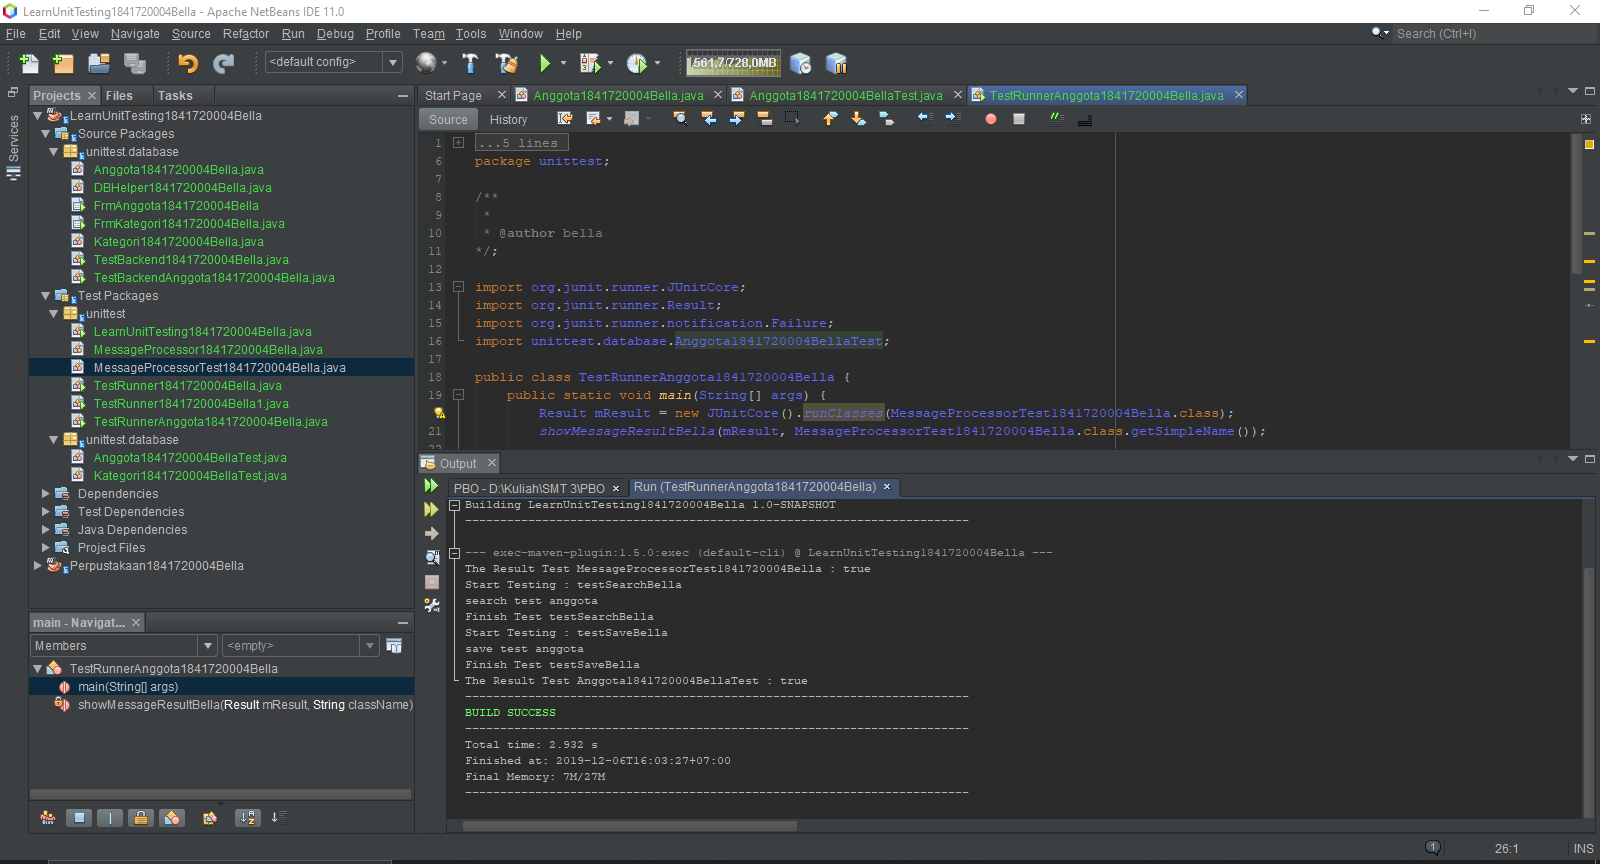 LearnUnitTesting1841720004Bella - Apache NetBeans IDE 11.0
File Edit View Navigate Source Refactor Run Debug Profile Team Tools Window Help
Search (Ctrl+I)
<default config>
561,7/728,0MB
Projects Files Tasks
Services
LearnUnitTesting1841720004Bella
Source Packages
unittest.database
Anggota1841720004Bella.java
DBHelper1841720004Bella.java
FrmAnggota1841720004Bella
FrmKategori1841720004Bella.java
Kategori1841720004Bella.java
TestBackend1841720004Bella.java
TestBackendAnggota1841720004Bella.java
Test Packages
unittest
LearnUnitTesting1841720004Bella.java
MessageProcessor1841720004Bella.java
MessageProcessorTest1841720004Bella.java
TestRunner1841720004Bella.java
TestRunner1841720004Bella1.java
TestRunnerAnggota1841720004Bella.java
unittest.database
Anggota1841720004BellaTest.java
Kategori1841720004BellaTest.java
Dependencies
Test Dependencies
Java Dependencies
Project Files
Perpustakaan1841720004Bella
main - Navigat...
Members <empty>
TestRunnerAnggota1841720004Bella
main(String[] args)
showMessageResultBella(Result mResult, String className)
Start Page Anggota1841720004Bella.java Anggota1841720004BellaTest.java TestRunnerAnggota1841720004Bella.java
Source History
1 ...5 lines
6 package unittest;
7
8 /**
9 *
10 * @author bella
11 */;
12
13 import org.junit.runner.JUnitCore;
14 import org.junit.runner.Result;
15 import org.junit.runner.notification.Failure;
16 import unittest.database.Anggota1841720004BellaTest;
17
18 public class TestRunnerAnggota1841720004Bella {
19 public static void main(String[] args) {
Result mResult = new JUnitCore().runClasses(MessageProcessorTest1841720004Bella.class);
21 showMessageResultBella(mResult, MessageProcessorTest1841720004Bella.class.getSimpleName());
Output
PBO - D:\Kuliah\SMT 3\PBO Run (TestRunnerAnggota1841720004Bella)
Building LearnUnitTesting1841720004Bella 1.0-SNAPSHOT
------------------------------------------------------------------------
--- exec-maven-plugin:1.5.0:exec (default-cli) @ LearnUnitTesting1841720004Bella ---
The Result Test MessageProcessorTest1841720004Bella : true
Start Testing : testSearchBella
search test anggota
Finish Test testSearchBella
Start Testing : testSaveBella
save test anggota
Finish Test testSaveBella
The Result Test Anggota1841720004BellaTest : true
------------------------------------------------------------------------
BUILD SUCCESS
------------------------------------------------------------------------
Total time: 2.932 s
Finished at: 2019-12-06T16:03:27+07:00
Final Memory: 7M/27M
------------------------------------------------------------------------
1 26:1 INS